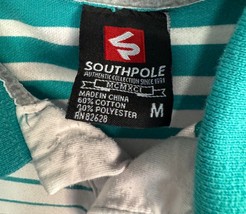 SOUTHPOLE
AUTHENTIC COLLECTION SINCE 1991
MCMXCI
MADE IN CHINA
60% COTTON
40% POLYESTER
RN 82628
M